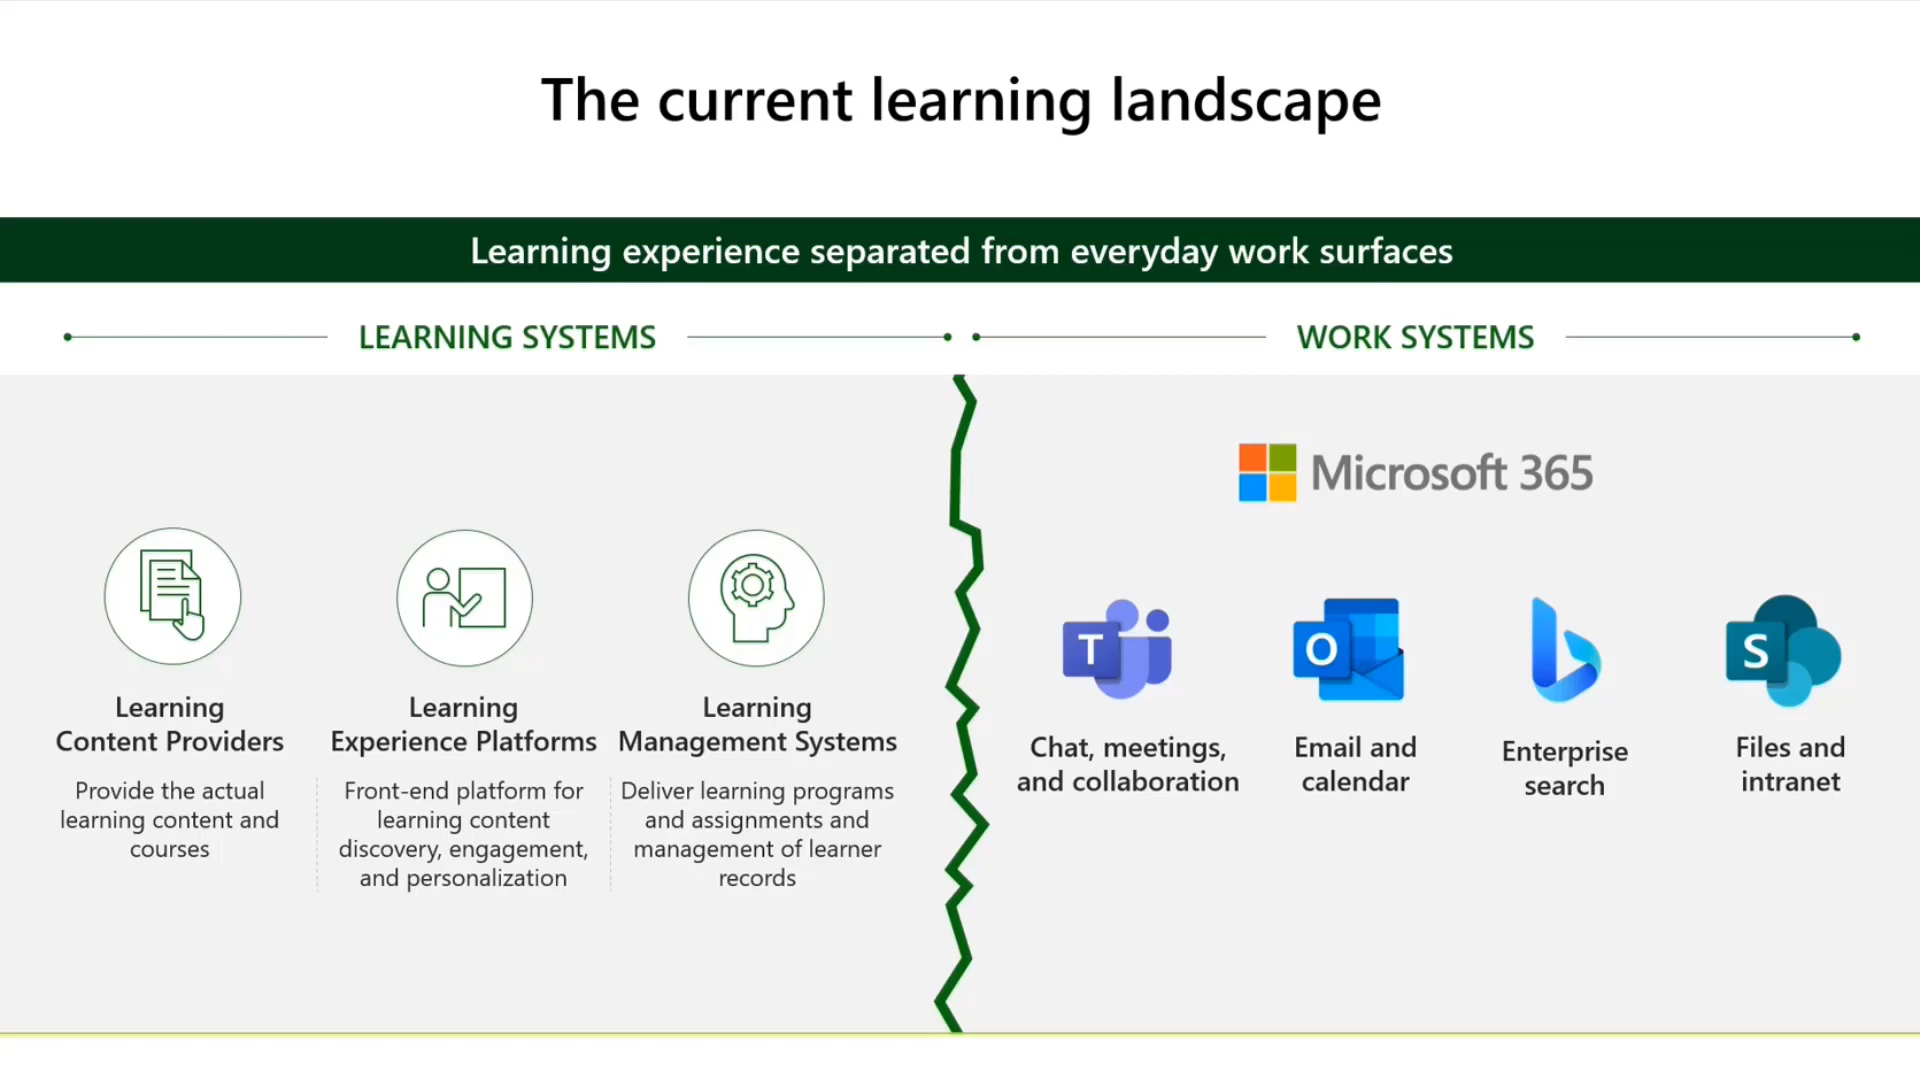 The current learning landscape
Learning experience separated from everyday work surfaces
LEARNING SYSTEMS
WORK SYSTEMS
Learning
Content Providers
Provide the actual
learning content and
courses
Learning
Experience Platforms
Front-end platform for
learning content
discovery, engagement,
and personalization
Learning
Management Systems
Deliver learning programs
and assignments and
management of learner
records
Microsoft 365
T
Chat, meetings,
and collaboration
O
Email and
calendar
Enterprise
search
S
Files and
intranet